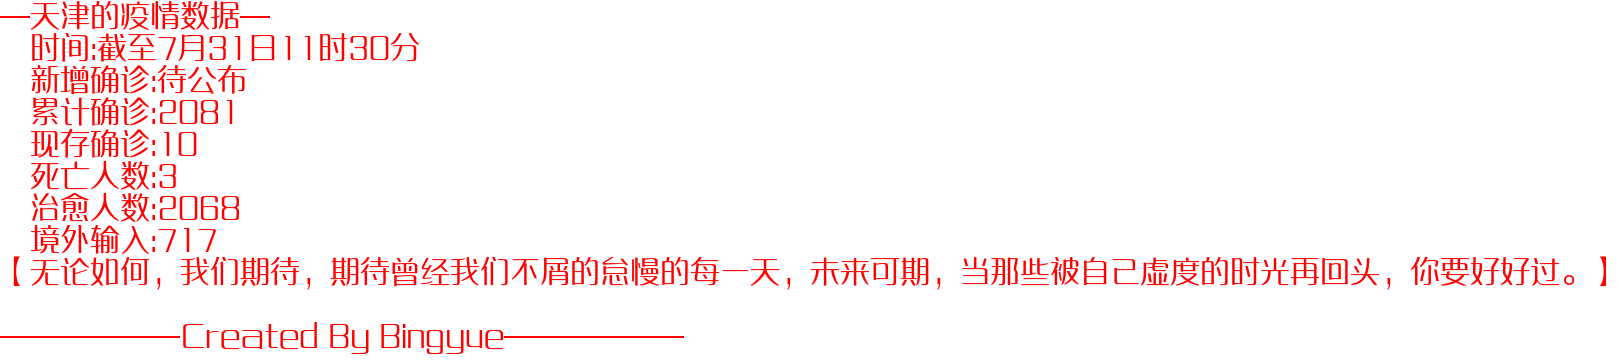 —天津的疫情数据—
时间:截至7月31日11时30分
新增确诊:待公布
累计确诊:2081
现存确诊:10
死亡人数:3
治愈人数:2068
境外输入:717
【无论如何，我们期待，期待曾经我们不屑的怠慢的每一天，未来可期，当那些被自己虚度的时光再回头，你要好好过。】
——————Created By Bingyue——————